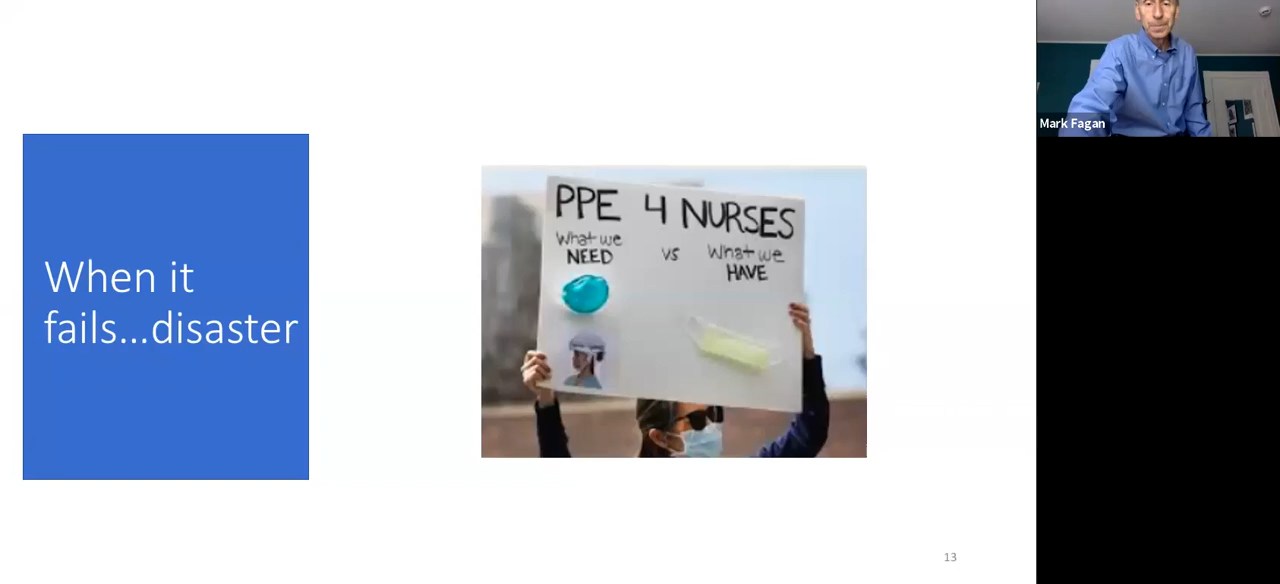 When it
fails...disaster
PPE 4 NURSES
What we
NEED
vs
What we
HAVE
13
Mark Fagan